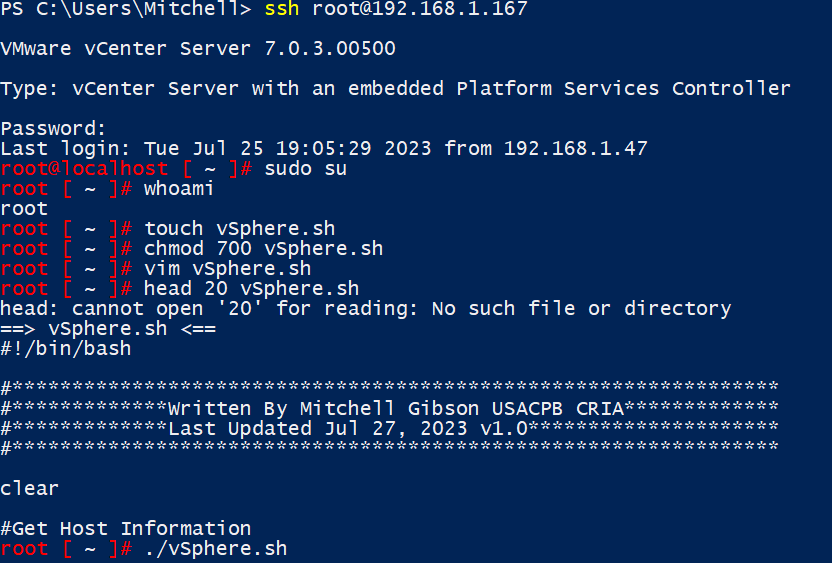 PS C:\Users\Mitchell> ssh root@192.168.1.167
VMware vCenter Server 7.0.3.00500
Type: vCenter Server with an embedded Platform Services Controller
Password:
Last login: Tue Jul 25 19:05:29 2023 from 192.168.1.47
root@localhost [ ~ ]# sudo su
root [ ~ ]# whoami
root
root [ ~ ]# touch vSphere.sh
root [ ~ ]# chmod 700 vSphere.sh
root [ ~ ]# vim vSphere.sh
root [ ~ ]# head 20 vSphere.sh
head: cannot open '20' for reading: No such file or directory
==> vSphere.sh <==
#!/bin/bash
#****************************************************************
#*************Written By Mitchell Gibson USACPB CRIA*************
#*************Last Updated Jul 27, 2023 v1.0*********************
#****************************************************************
clear
#Get Host Information
root [ ~ ]# ./vSphere.sh